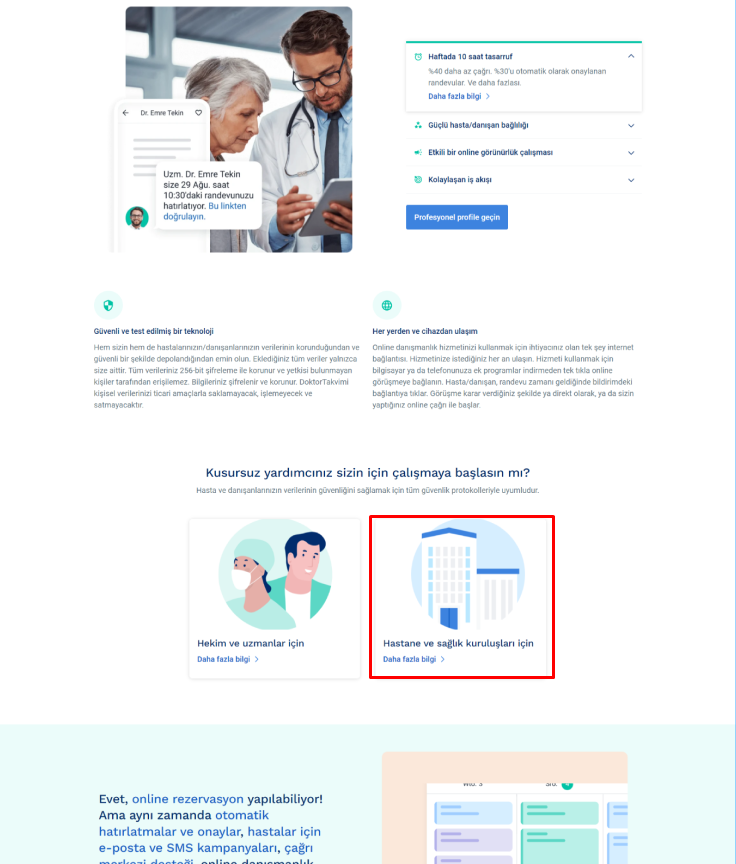 Dr. Emre Tekin
Uzm. Dr. Emre Tekin
size 29 Ağu. saat
10:30'daki randevunuzu
hatırlatıyor. Bu linkten
doğrulayın.
Haftada 10 saat tasarruf
%40 daha az çağrı. %30'u otomatik olarak onaylanan
randevular. Ve daha fazlası.
Daha fazla bilgi
Güçlü hasta/danışan bağlılığı
Etkili bir online görünürlük çalışması
Kolaylaşan iş akışı
Profesyonel profile geçin
Güvenli ve test edilmiş bir teknoloji
Hem sizin hem de hastalarınızın/danışanlarınızın verilerinin korunduğundan ve
güvenli bir şekilde depolandığından emin olun. Eklediğiniz tüm veriler yalnızca
size aittir. Tüm verileriniz 256-bit şifreleme ile korunur ve yetkisi bulunmayan
kişiler tarafından erişilemez. Bilgileriniz şifrelenir ve korunur. DoktorTakvimi
kişisel verilerinizi ticari amaçlarla saklamayacak, işlemeyecek ve
satmayacaktır.
Her yerden ve cihazdan ulaşım
Online danışmanlık hizmetinizi kullanmak için ihtiyacınız olan tek şey internet
bağlantısı. Hizmetinize istediğiniz her an ulaşın. Hizmeti kullanmak için
bilgisayar ya da telefonunuza ek programlar indirmeden tek tıkla online
görüşmeye bağlanın. Hasta/danışan, randevu zamanı geldiğinde bildirimdeki
bağlantıya tıklar. Görüşme karar verdiğiniz şekilde ya direkt olarak, ya da sizin
yaptığınız online çağrı ile başlar.
Kusursuz yardımcınız sizin için çalışmaya başlasın mı?
Hasta ve danışanlarınızın verilerinin güvenliğini sağlamak için tüm güvenlik protokolleriyle uyumludur.
Hekim ve uzmanlar için
Daha fazla bilgi
Hastane ve sağlık kuruluşları için
Daha fazla bilgi
Evet, online rezervasyon yapılabiliyor!
Ama aynı zamanda otomatik
hatırlatmalar ve onaylar, hastalar için
e-posta ve SMS kampanyaları, çağrı
merkezi desteği, online danışmanlık